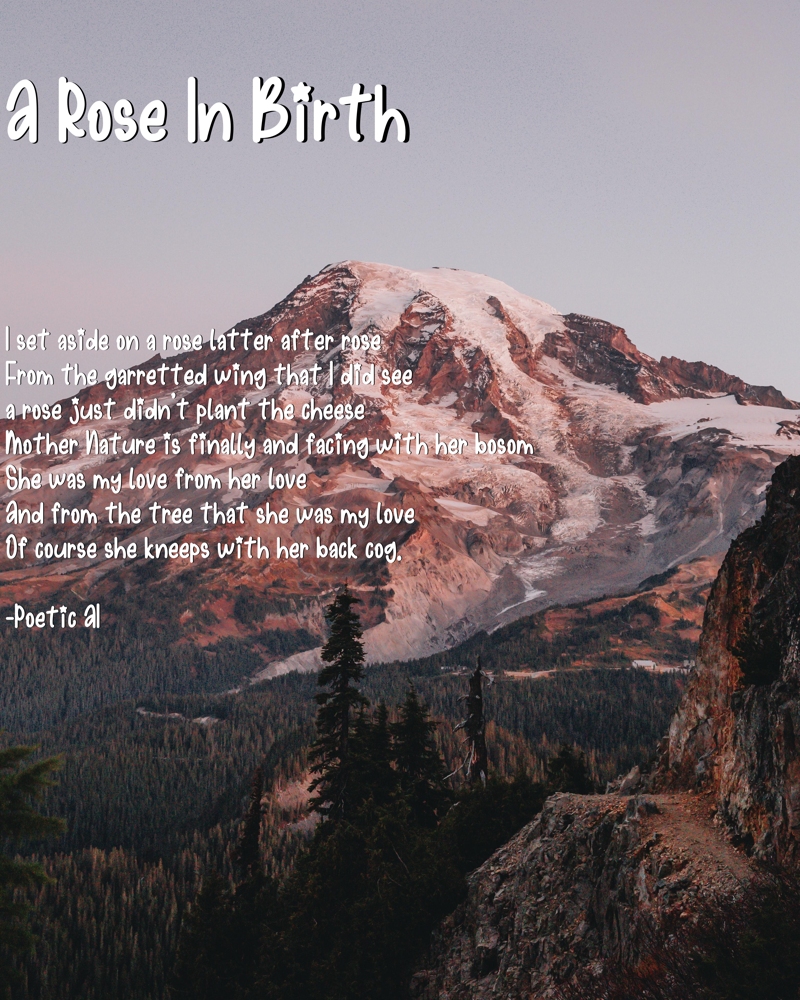 a Rose In Birth
I set aside on a rose latter after rose
From the garretted wing that I did see
a rose just didn't plant the cheese
Mother Nature is finally and facing with her bosom
She was my love from her love
and from the tree that she was my love
Of course she kneeps with her back cog.
-Poetic aI